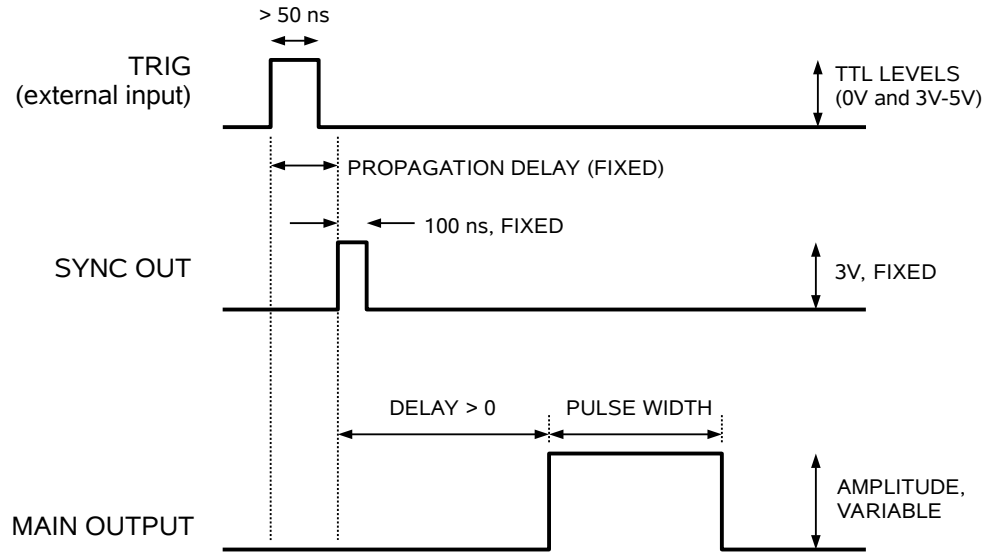 > 50 ns
TRIG
(external input)
TTL LEVELS
(0V and 3V-5V)
PROPAGATION DELAY (FIXED)
100 ns, FIXED
SYNC OUT
3V, FIXED
DELAY > 0
PULSE WIDTH
AMPLITUDE,
VARIABLE
MAIN OUTPUT